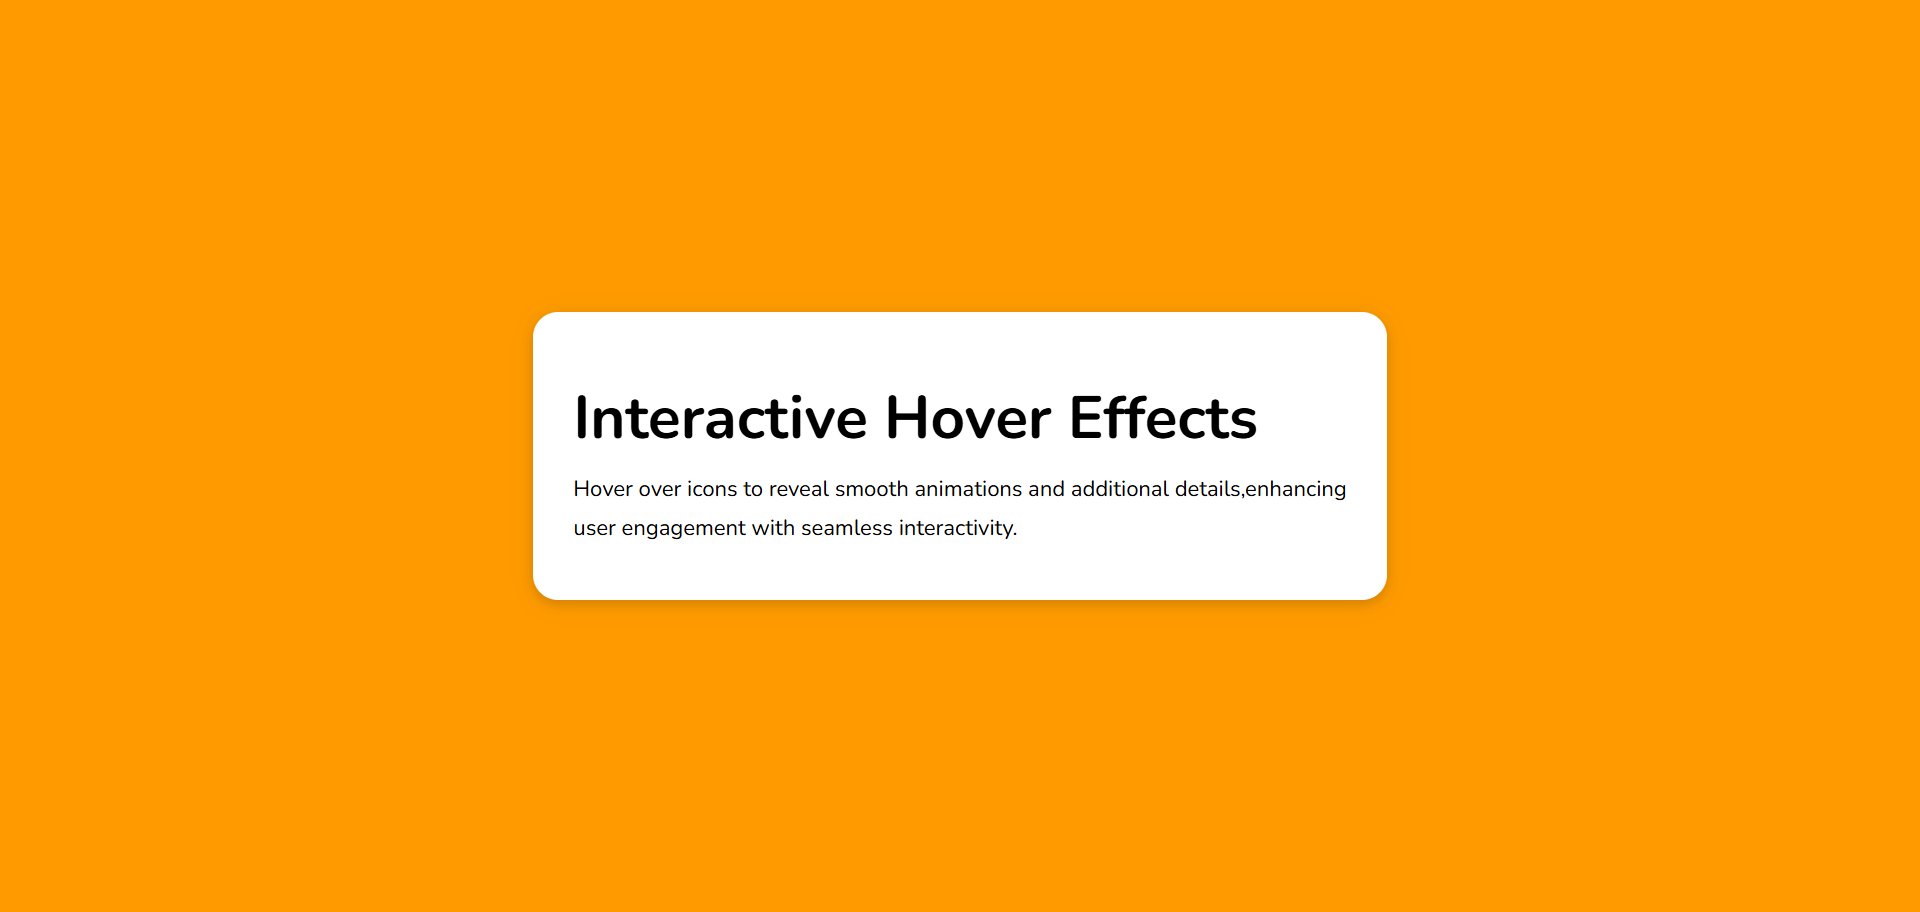 Interactive Hover Effects
Hover over icons to reveal smooth animations and additional details,enhancing
user engagement with seamless interactivity.